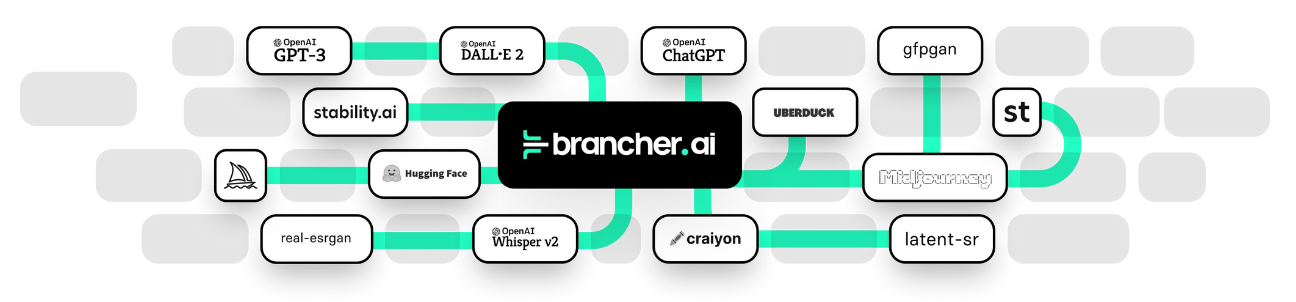 OpenAI
GPT-3
OpenAI
DALL·E 2
OpenAI
ChatGPT
gfpgan
stability.ai
brancher.ai
UBERDUCK
st
Hugging Face
Midjourney
real-esrgan
OpenAI
Whisper v2
craiyon
latent-sr